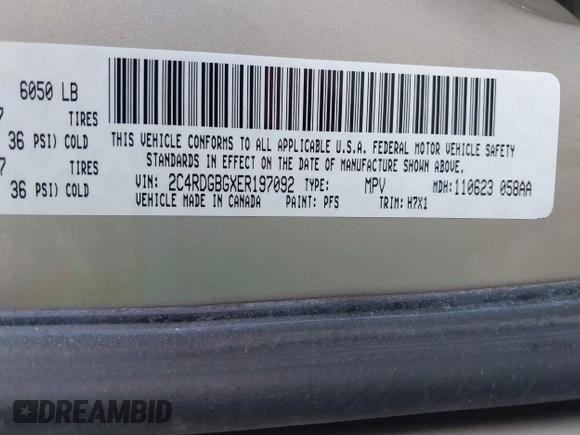 6050 LB
7 TIRES
36 PSI) COLD
7 TIRES
36 PSI) COLD
THIS VEHICLE CONFORMS TO ALL APPLICABLE U.S.A. FEDERAL MOTOR VEHICLE SAFETY
STANDARDS IN EFFECT ON THE DATE OF MANUFACTURE SHOWN ABOVE.
VIN: 2C4RDGBGXER197092 TYPE: MPV MDH: 110623 058AA
VEHICLE MADE IN CANADA PAINT: PFS TRIM: H7X1
DREAMBID